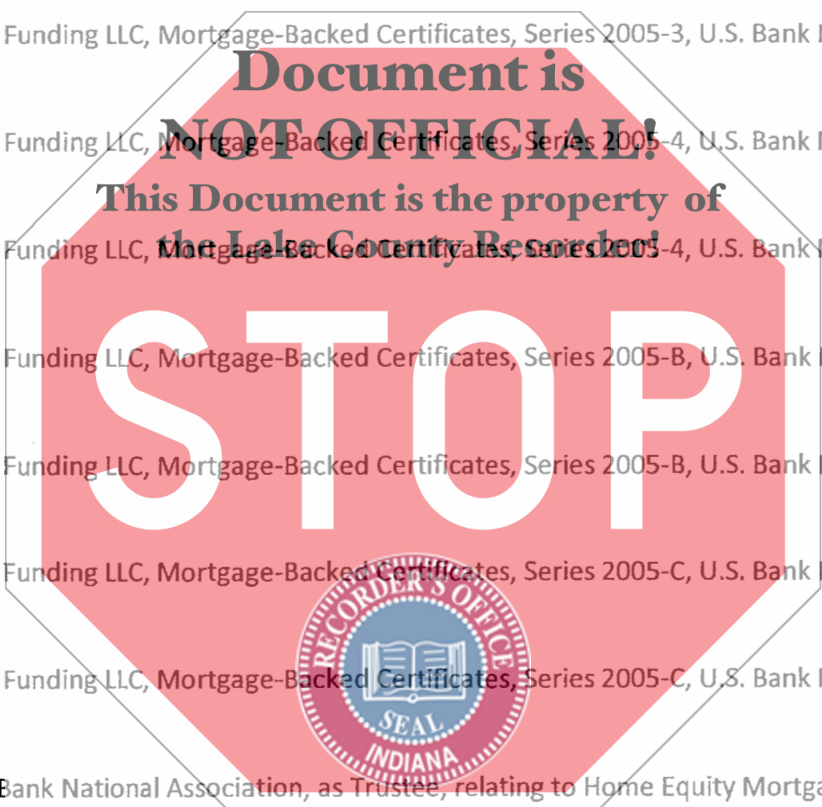 Funding LLC, Mortgage-Backed Certificates, Series 2005-3, U.S. Bank
Document is
NOT OFFICIAL!
Funding LLC, Mortgage-Backed Certificates, Series 2005-4, U.S. Bank
This Document is the property of
the Lake County Recorder!
Funding LLC, Mortgage-Backed Certificates, Series 2005-4, U.S. Bank
STOP
Funding LLC, Mortgage-Backed Certificates, Series 2005-B, U.S. Bank
Funding LLC, Mortgage-Backed Certificates, Series 2005-B, U.S. Bank
Funding LLC, Mortgage-Backed Certificates, Series 2005-C, U.S. Bank
RECORDER'S OFFICE
Funding LLC, Mortgage-Backed Certificates, Series 2005-C, U.S. Bank
SEAL
INDIANA
Bank National Association, as Trustee, relating to Home Equity Mortga